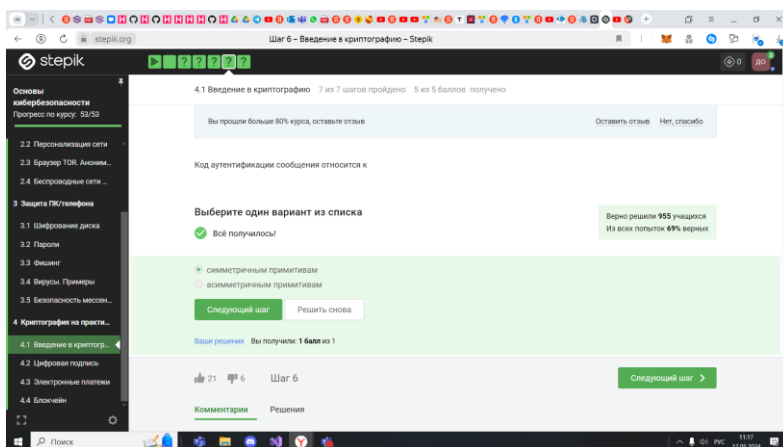 stepik.org
Шаг 6 – Введение в криптографию – Stepik
stepik
0
ДО
Основы кибербезопасности
Прогресс по курсу: 53/53
2.2 Персонализация сети
2.3 Браузер TOR. Аноним...
2.4 Беспроводные сети ...
3 Защита ПК/телефона
3.1 Шифрование диска
3.2 Пароли
3.3 Фишинг
3.4 Вирусы. Примеры
3.5 Безопасность мессен...
4 Криптография на практи...
4.1 Введение в криптогр...
4.2 Цифровая подпись
4.3 Электронные платежи
4.4 Блокчейн
4.1 Введение в криптографию 7 из 7 шагов пройдено 5 из 5 баллов получено
Вы прошли больше 80% курса, оставьте отзыв
Оставить отзыв Нет, спасибо
Код аутентификации сообщения относится к
Выберите один вариант из списка
Всё получилось!
Верно решили 955 учащихся
Из всех попыток 69% верных
симметричным примитивам
асимметричным примитивам
Следующий шаг Решить снова
Ваши решения Вы получили: 1 балл из 1
21 6 Шаг 6
Следующий шаг
Комментарии Решения
Поиск
РУС
11:17
17.05.2024